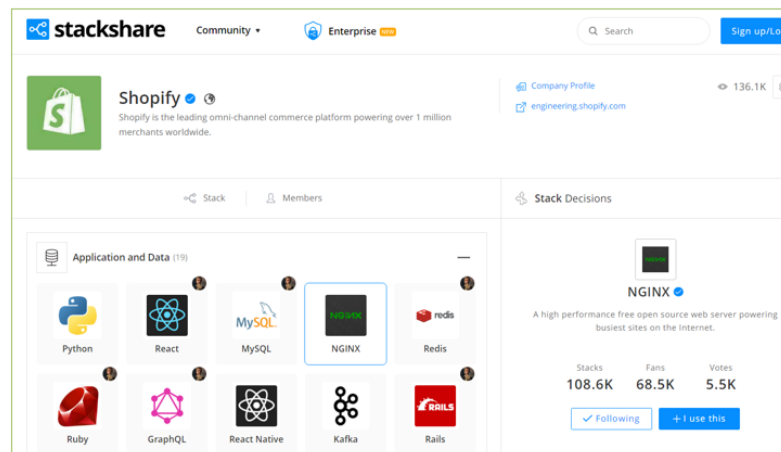 stackshare
Community
Enterprise NEW
Search
Sign up/Lo
Shopify
Shopify is the leading omni-channel commerce platform powering over 1 million
merchants worldwide.
Company Profile
engineering.shopify.com
136.1K
Stack
Members
Stack Decisions
Application and Data (19)
Python
React
MySQL
MySQL
NGINX
NGINX
redis
Redis
Ruby
GraphQL
React Native
Kafka
RAILS
Rails
NGINX
A high performance free open source web server powering
busiest sites on the Internet.
Stacks
Fans
Votes
108.6K
68.5K
5.5K
Following
+ I use this